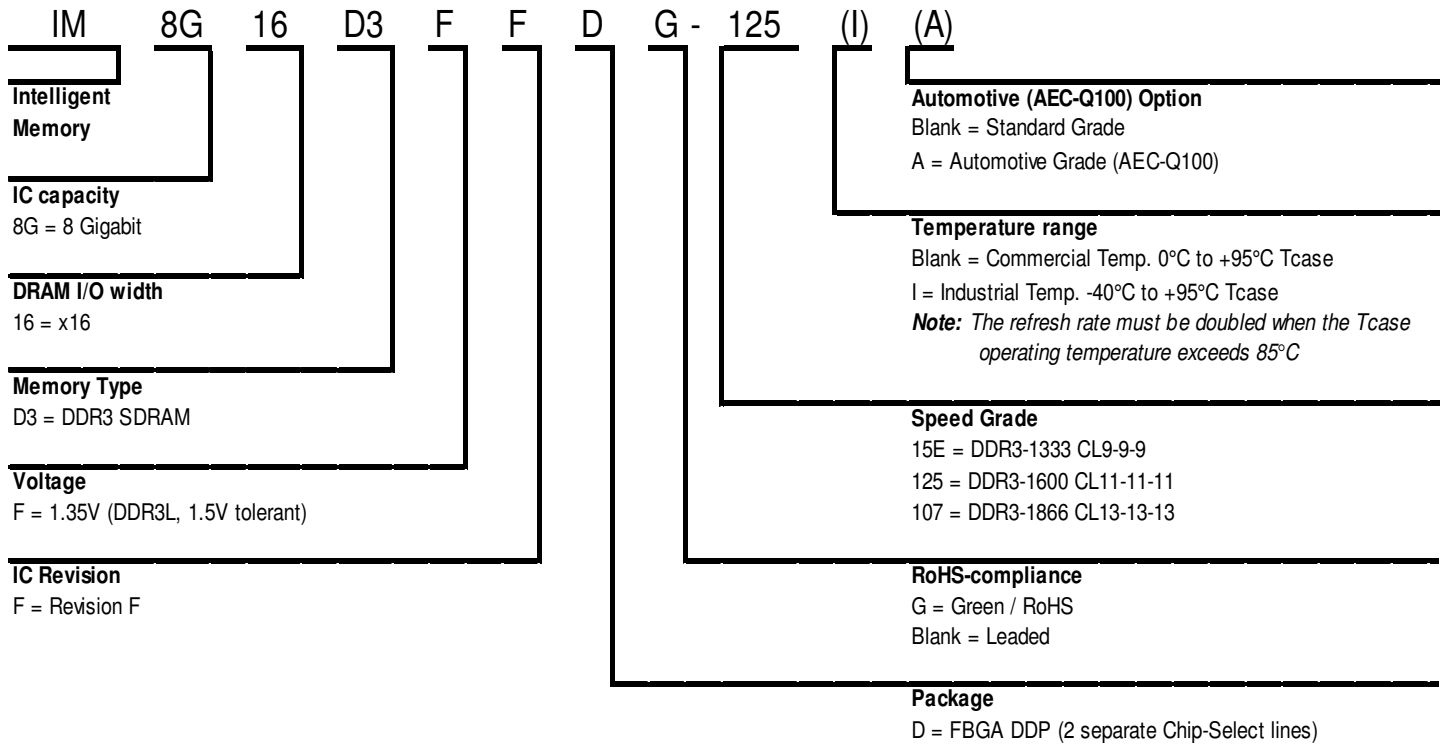 IM 8G 16 D3 F F D G - 125 (I) (A)
Intelligent
Memory
IC capacity
8G = 8 Gigabit
DRAM I/O width
16 = x16
Memory Type
D3 = DDR3 SDRAM
Voltage
F = 1.35V (DDR3L, 1.5V tolerant)
IC Revision
F = Revision F
Automotive (AEC-Q100) Option
Blank = Standard Grade
A = Automotive Grade (AEC-Q100)
Temperature range
Blank = Commercial Temp. 0°C to +95°C Tcase
I = Industrial Temp. -40°C to +95°C Tcase
Note: The refresh rate must be doubled when the Tcase
operating temperature exceeds 85°C
Speed Grade
15E = DDR3-1333 CL9-9-9
125 = DDR3-1600 CL11-11-11
107 = DDR3-1866 CL13-13-13
RoHS-compliance
G = Green / RoHS
Blank = Leaded
Package
D = FBGA DDP (2 separate Chip-Select lines)